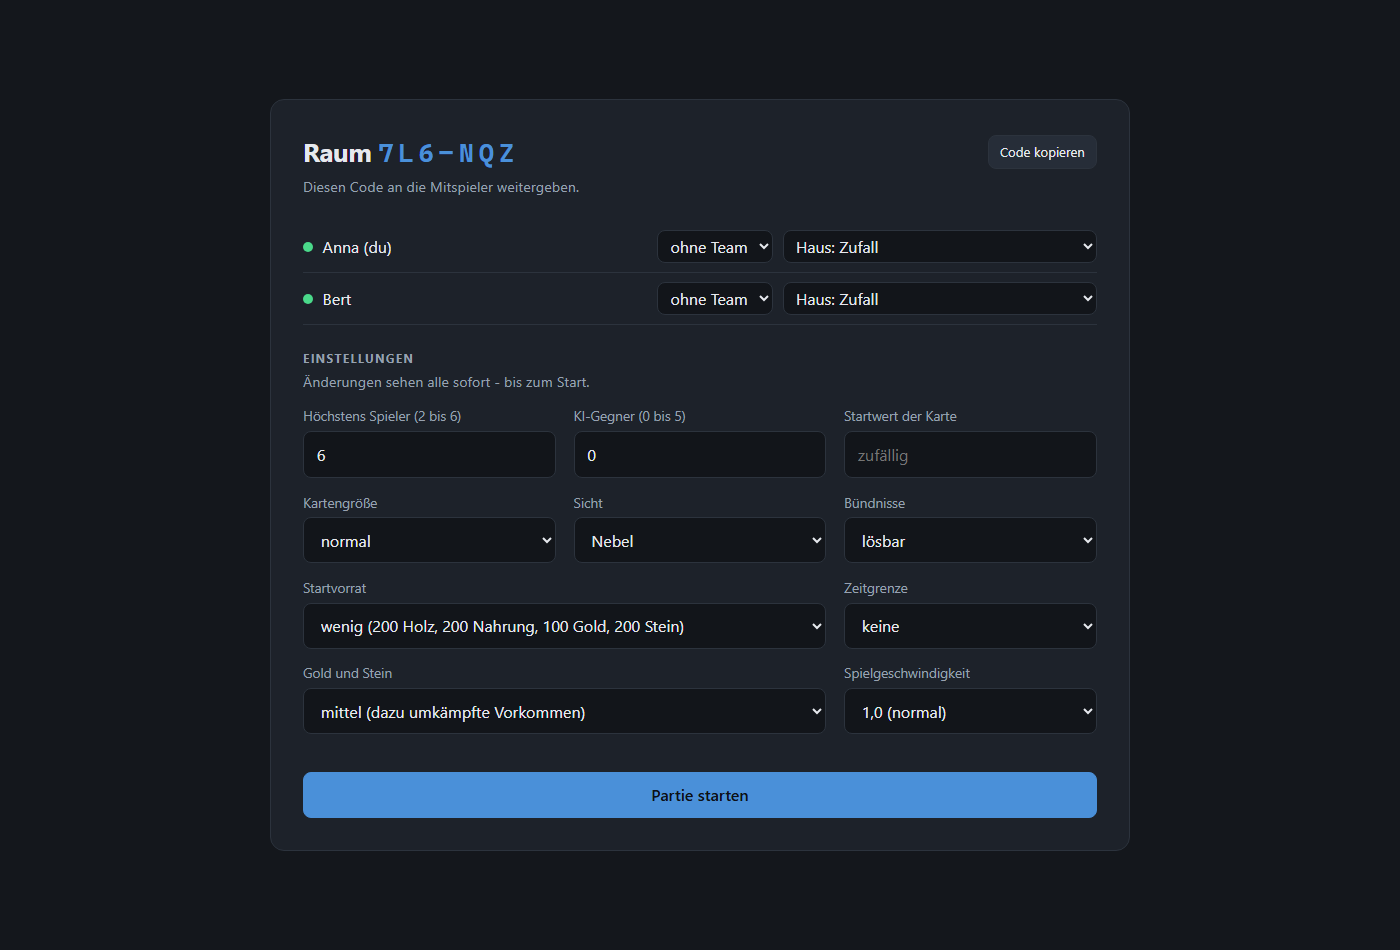 Raum 7L6-NQZ
Code kopieren
Diesen Code an die Mitspieler weitergeben.
Anna (du)
ohne Team
Haus: Zufall
Bert
ohne Team
Haus: Zufall
EINSTELLUNGEN
Änderungen sehen alle sofort - bis zum Start.
Höchstens Spieler (2 bis 6)
KI-Gegner (0 bis 5)
Startwert der Karte
6
0
zufällig
Kartengröße
Sicht
Bündnisse
normal
Nebel
lösbar
Startvorrat
Zeitgrenze
wenig (200 Holz, 200 Nahrung, 100 Gold, 200 Stein)
keine
Gold und Stein
Spielgeschwindigkeit
mittel (dazu umkämpfte Vorkommen)
1,0 (normal)
Partie starten